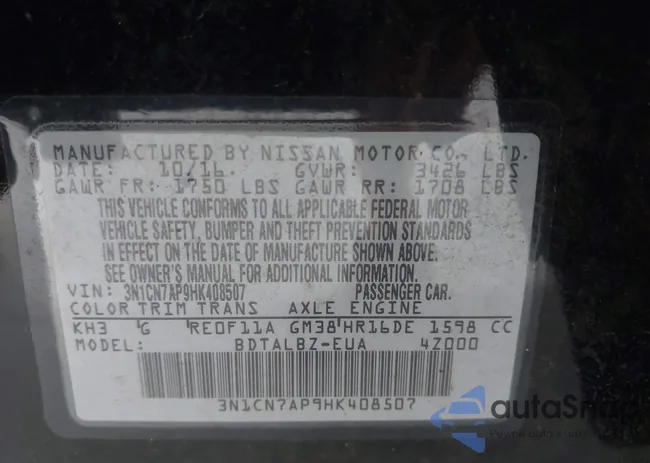 MANUFACTURED BY NISSAN MOTOR CO., LTD.
DATE: 10/16 GVWR: 3426 LBS
GAWR FR: 1750 LBS GAWR RR: 1708 LBS
THIS VEHICLE CONFORMS TO ALL APPLICABLE FEDERAL MOTOR
VEHICLE SAFETY, BUMPER AND THEFT PREVENTION STANDARDS
IN EFFECT ON THE DATE OF MANUFACTURE SHOWN ABOVE.
SEE OWNER'S MANUAL FOR ADDITIONAL INFORMATION.
VIN: 3N1CN7AP9HK408507 PASSENGER CAR.
COLOR TRIM TRANS AXLE ENGINE
KH3 G RE0F11A GM38 HR16DE 1598 CC
MODEL: BDTALBZ-EUA 4Z000
3N1CN7AP9HK408507
autaSnap